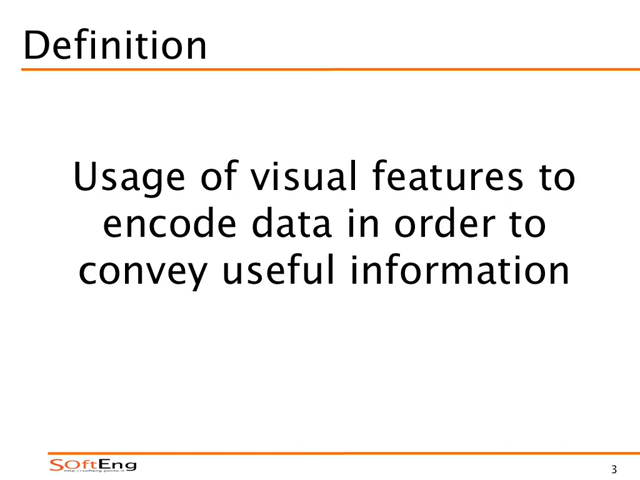 Definition
Usage of visual features to
encode data in order to
convey useful information
SOftEng
3